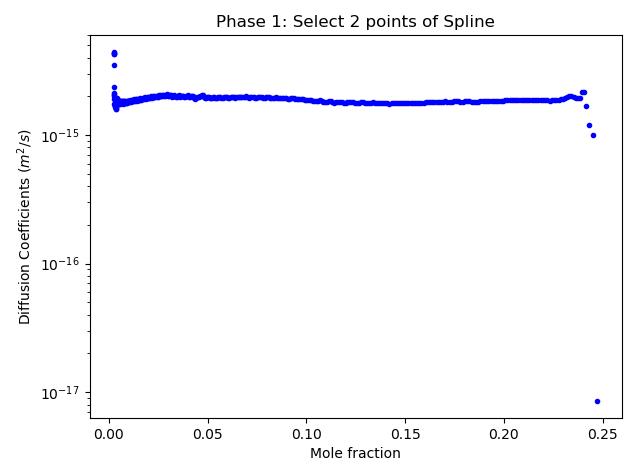 Phase 1: Select 2 points of Spline
Diffusion Coefficients (m²/s)
10⁻¹⁵
10⁻¹⁶
10⁻¹⁷
0.00 0.05 0.10 0.15 0.20 0.25
Mole fraction